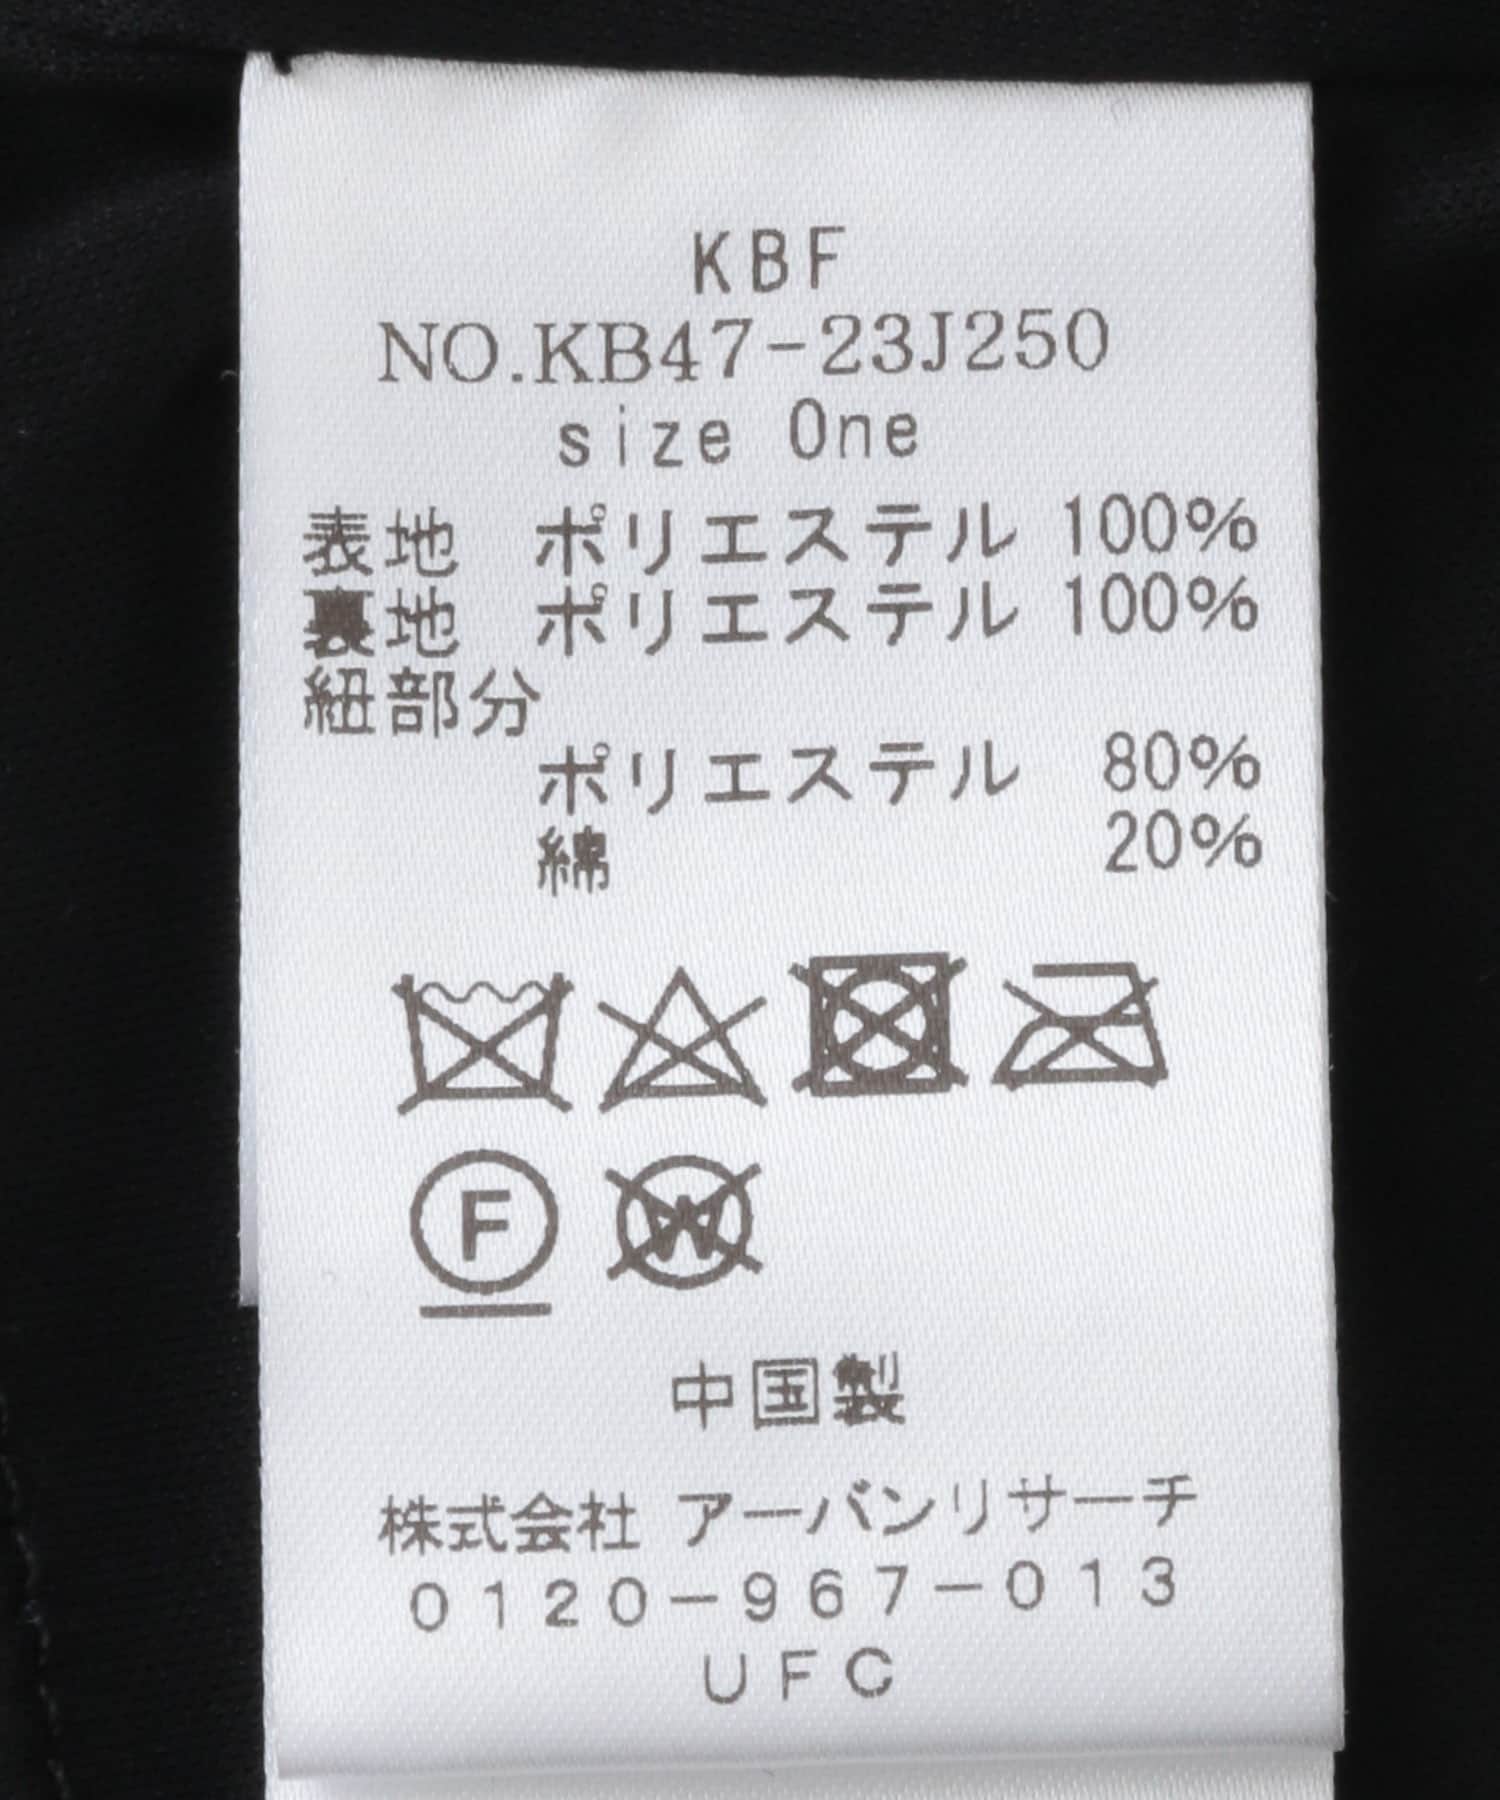 KBF
NO.KB47-23J250
size One
表地 ポリエステル 100%
裏地 ポリエステル 100%
紐部分
ポリエステル 80%
綿 20%
F W
中国製
株式会社 アーバンリサーチ
0120-967-013
UFC